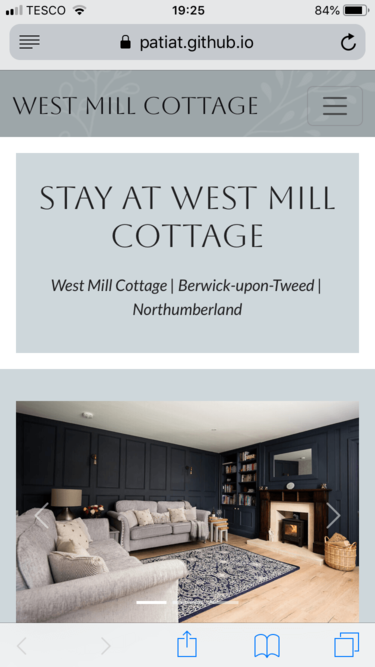 TESCO 19:25 84%
patiat.github.io
WEST MILL COTTAGE
STAY AT WEST MILL
COTTAGE
West Mill Cottage | Berwick-upon-Tweed |
Northumberland